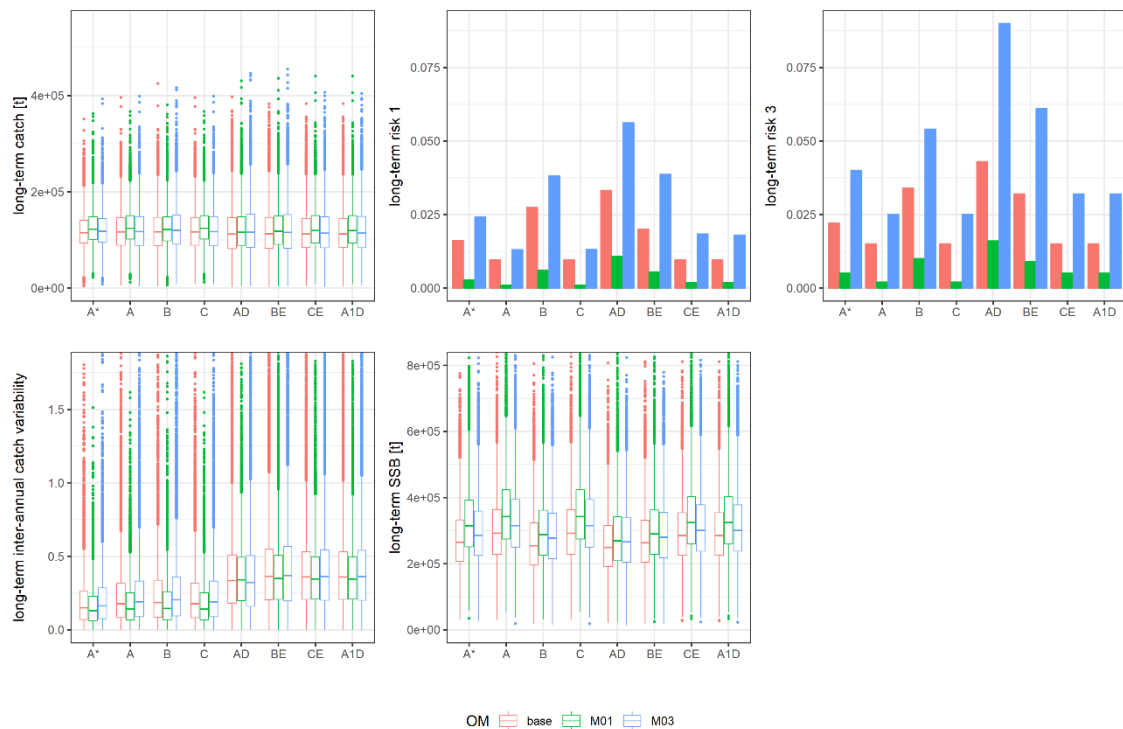 long-term catch [t]
4e+05
2e+05
0e+00
A* A B C AD BE CE A1D
long-term risk 1
0.075
0.050
0.025
0.000
A* A B C AD BE CE A1D
long-term risk 3
0.075
0.050
0.025
0.000
A* A B C AD BE CE A1D
long-term inter-annual catch variability
1.5
1.0
0.5
0.0
A* A B C AD BE CE A1D
long-term SSB [t]
8e+05
6e+05
4e+05
2e+05
0e+00
A* A B C AD BE CE A1D
OM base M01 M03